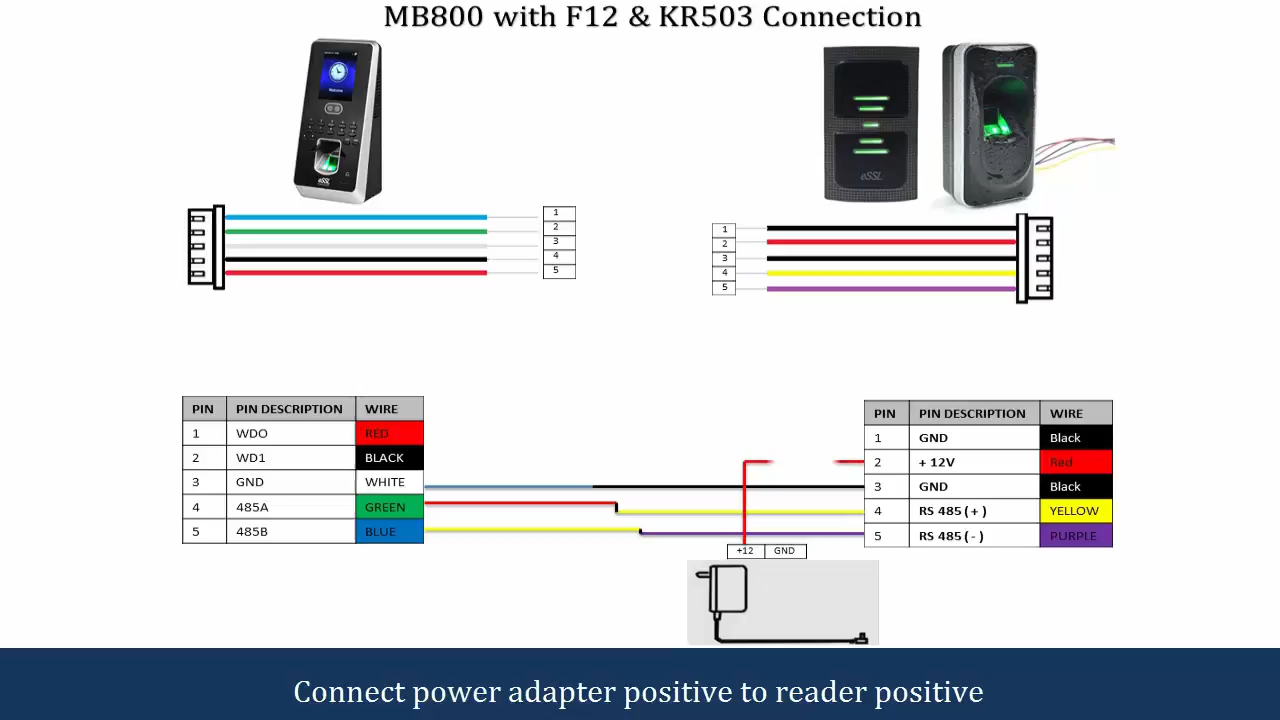 MB800 with F12 & KR503 Connection
Welcome
eSSL
eSSL
1
2
3
4
5
1
2
3
4
5
PIN PIN DESCRIPTION WIRE
1 WDO RED
2 WD1 BLACK
3 GND WHITE
4 485A GREEN
5 485B BLUE
PIN PIN DESCRIPTION WIRE
1 GND Black
2 + 12V Red
3 GND Black
4 RS 485 ( + ) YELLOW
5 RS 485 ( - ) PURPLE
+12 GND
Connect power adapter positive to reader positive